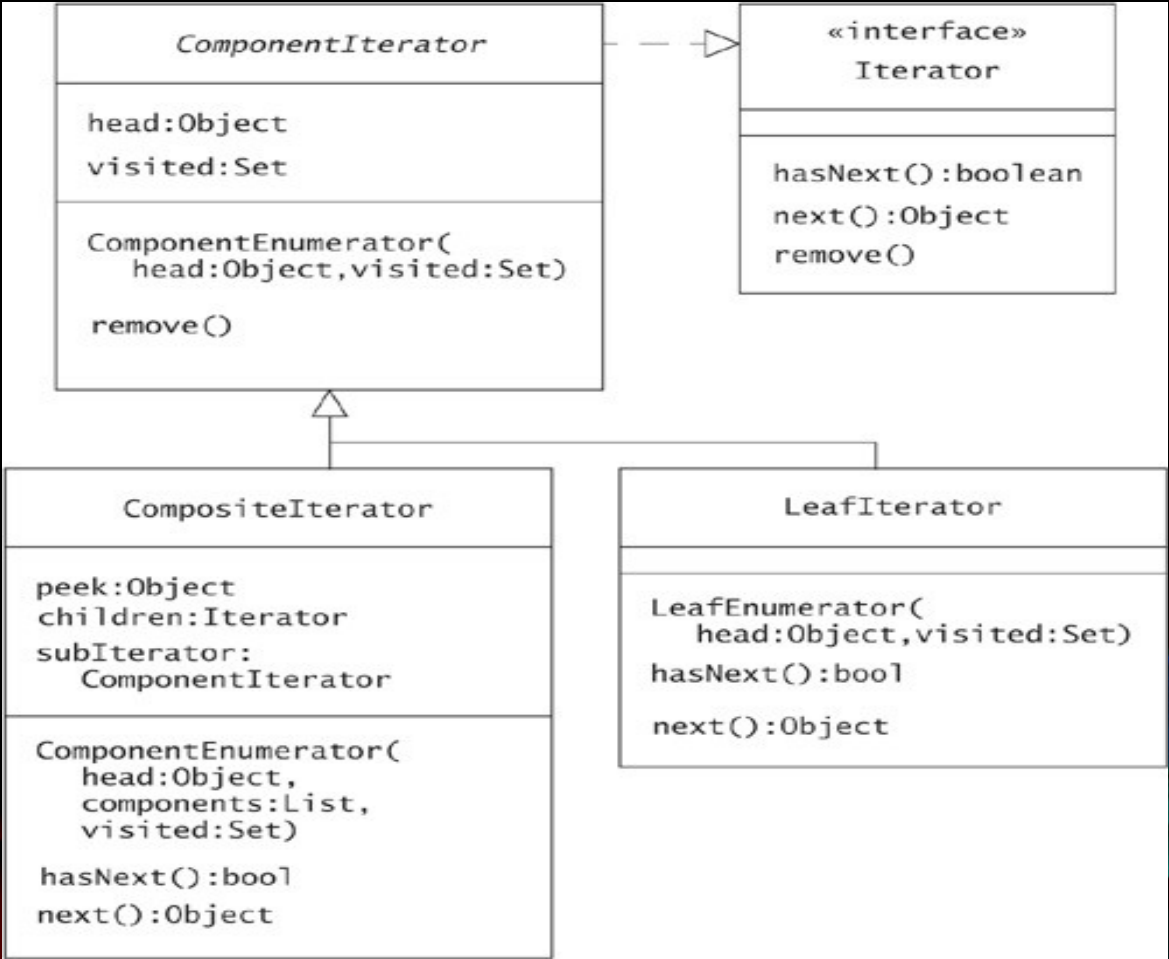 ComponentIterator
head:Object
visited:Set
ComponentEnumerator(
head:Object,visited:Set)
remove()
«interface»
Iterator
hasNext():boolean
next():Object
remove()
CompositeIterator
peek:Object
children:Iterator
subIterator:
ComponentIterator
ComponentEnumerator(
head:Object,
components:List,
visited:Set)
hasNext():bool
next():Object
LeafIterator
LeafEnumerator(
head:Object,visited:Set)
hasNext():bool
next():Object